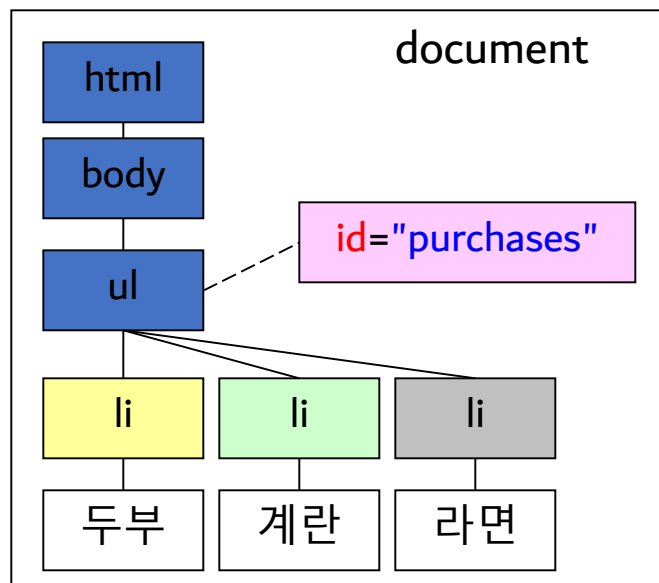 document
html
body
id="purchases"
ul
li li li
두부 계란 라면